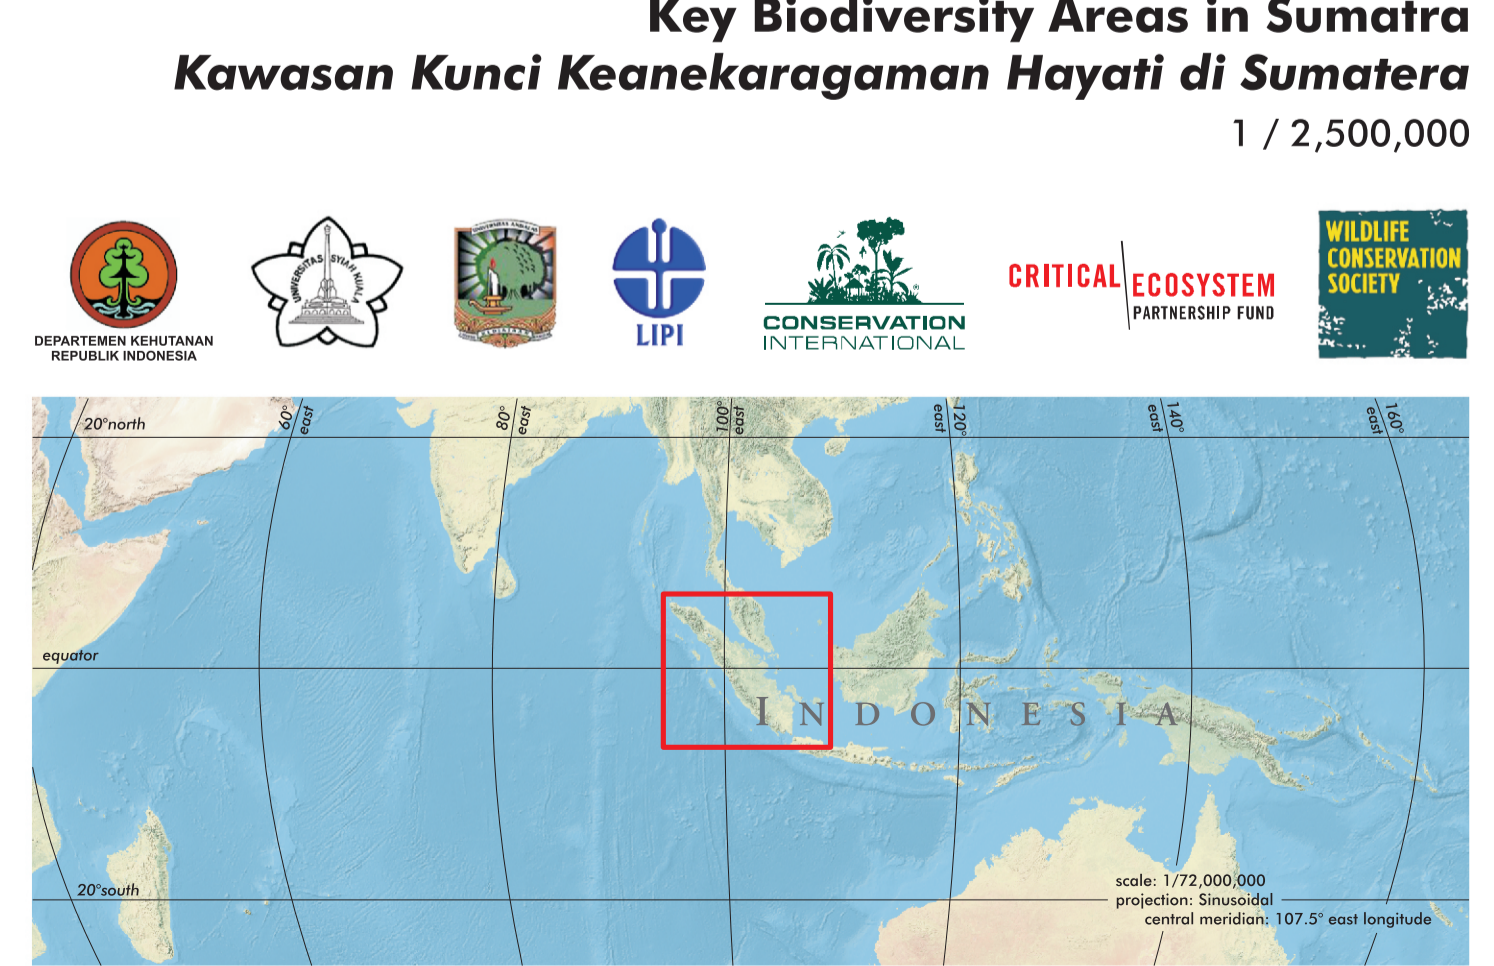 Key Biodiversity Areas in Sumatra
Kawasan Kunci Keanekaragaman Hayati di Sumatera
1 / 2,500,000
DEPARTEMEN KEHUTANAN
REPUBLIK INDONESIA
UNIVERSITAS SYIAH KUALA
UNIVERSITAS ANDALAS
LIPI
CONSERVATION
INTERNATIONAL
CRITICAL
ECOSYSTEM
PARTNERSHIP FUND
WILDLIFE
CONSERVATION
SOCIETY
20°north
60°
east
80°
east
100°
east
east
120°
east
140°
east
160°
equator
INDONESIA
20°south
scale: 1/72,000,000
projection: Sinusoidal
central meridian: 107.5° east longitude